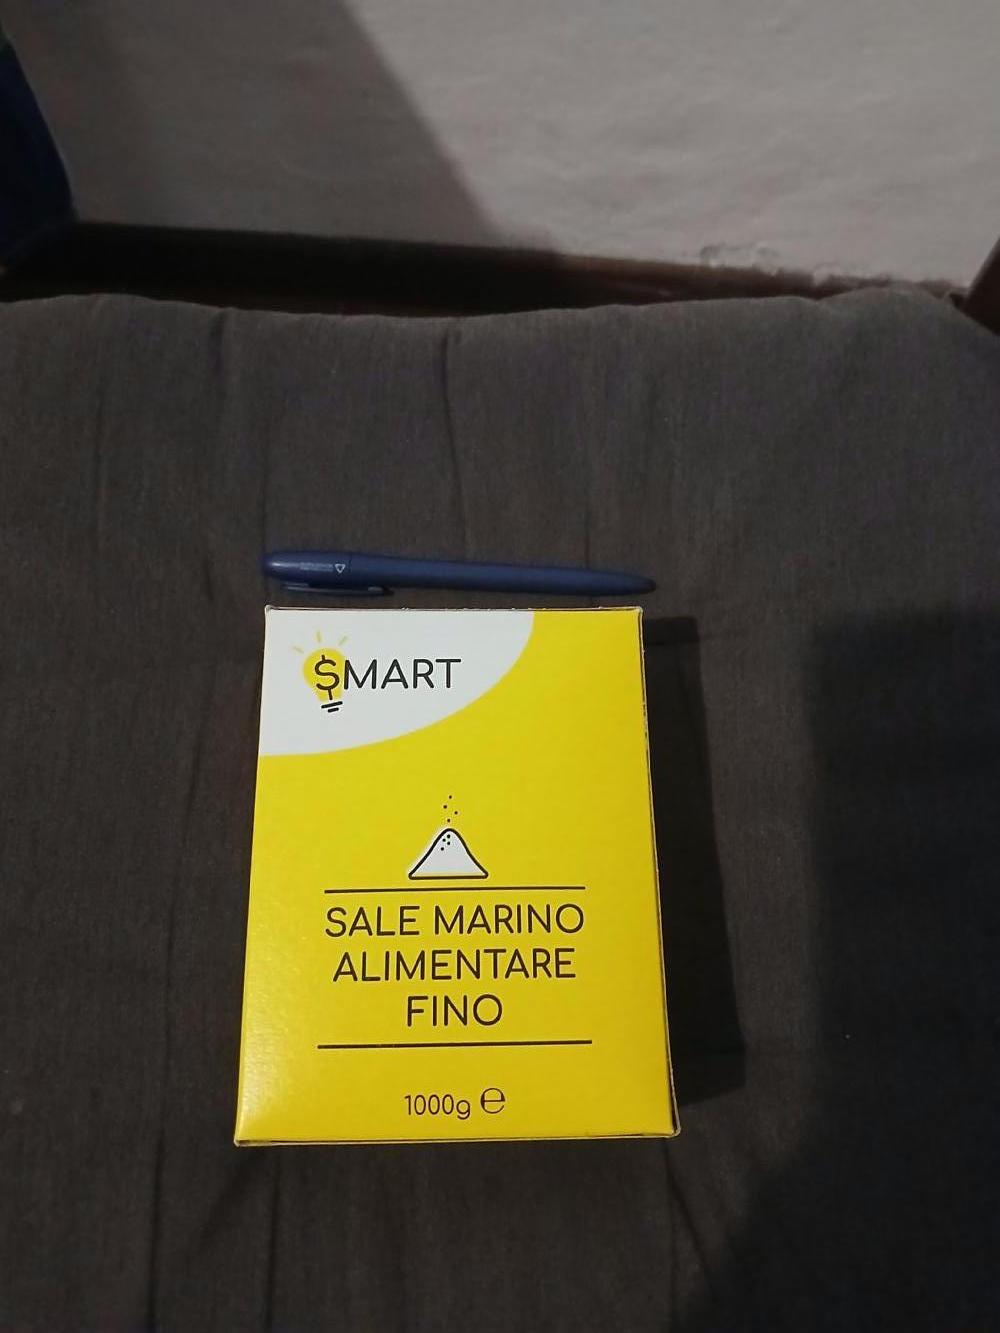 $MART
SALE MARINO
ALIMENTARE
FINO
1000g ℮